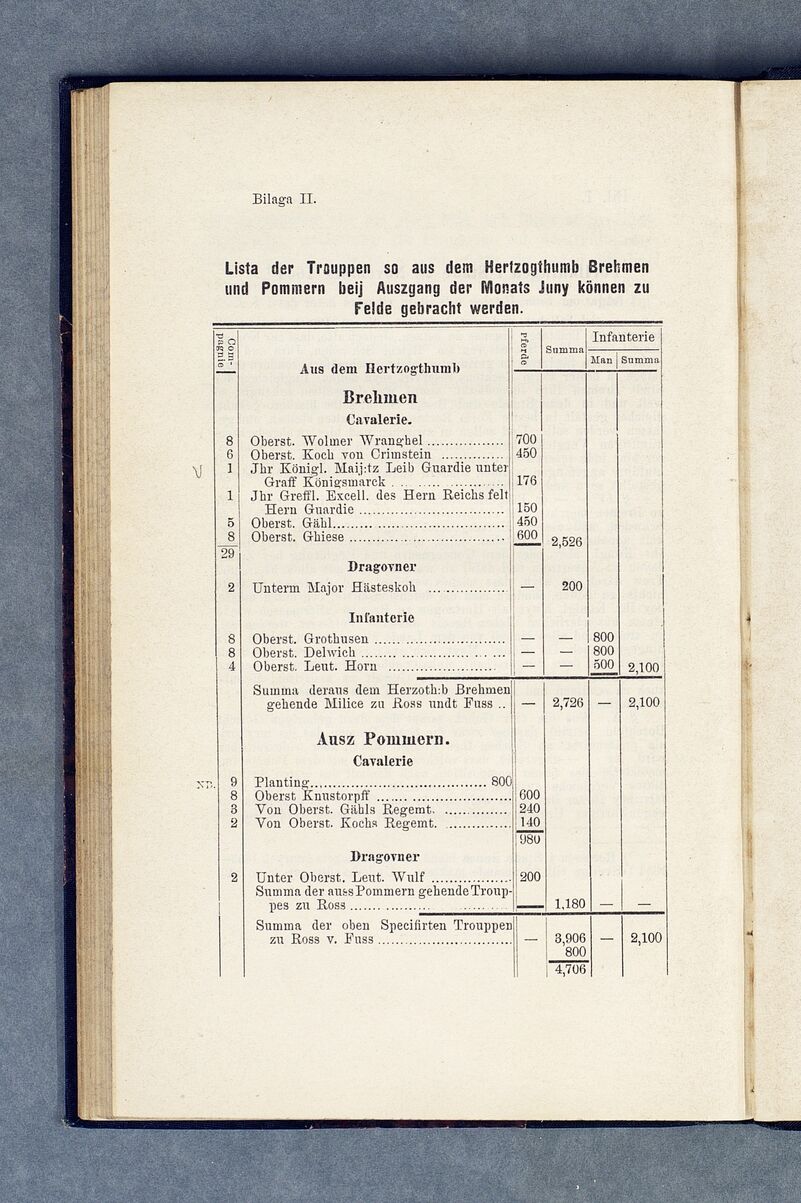 Bilaga II.
Lista der Trouppen so aus dem Hertzogthumb Brehmen
und Pommern beij Auszgang der Monats Juny können zu
Felde gebracht werden.
Com-
pagnie
Aus dem Hertzogthumb
Pferde
Summa
Infanterie
Man Summa
Brehmen
Cavalerie.
8 Oberst. Wolmer Wranghel ................ 700
6 Oberst. Koch von Crimstein ............. 450
1 Jhr Königl. Maij:tz Leib Guardie unter
Graff Königsmarck ....................... 176
1 Jhr Greffl. Excell. des Hern Reichs felt
Hern Guardie ............................... 150
5 Oberst. Gähl.................................... 450
8 Oberst. Ghiese ................................. 600 2,526
29
Dragovner
2 Unterm Major Hästeskoh ................. — 200
Infanterie
8 Oberst. Grothusen ............................ — — 800
8 Oberst. Delwich ............................... — — 800
4 Oberst. Leut. Horn ........................ — — 500 2,100
Summa deraus dem Herzoth:b Brehmen
gehende Milice zu Ross undt Fuss .. — 2,726 — 2,100
Ausz Pommern.
Cavalerie
9 Planting...................................... 800
8 Oberst Knustorpff ............................ 600
3 Von Oberst. Gähls Regemt. .............. 240
2 Von Oberst. Kochs Regemt. .............. 140
980
Dragovner
2 Unter Oberst. Leut. Wulf ................. 200
Summa der auss Pommern gehende Troup-
pes zu Ross ........................ — 1,180 — —
Summa der oben Specifirten Trouppen
zu Ross v. Fuss ............................. — 3,906 — 2,100
800
4,706